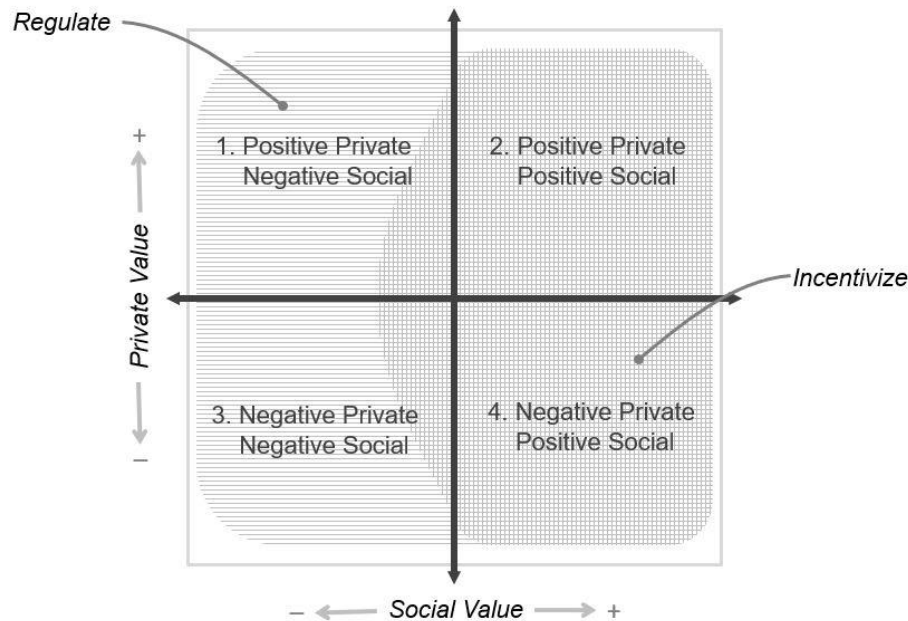 Regulate
+
1. Positive Private
Negative Social
2. Positive Private
Positive Social
Private Value
Incentivize
3. Negative Private
Negative Social
4. Negative Private
Positive Social
–
– Social Value +